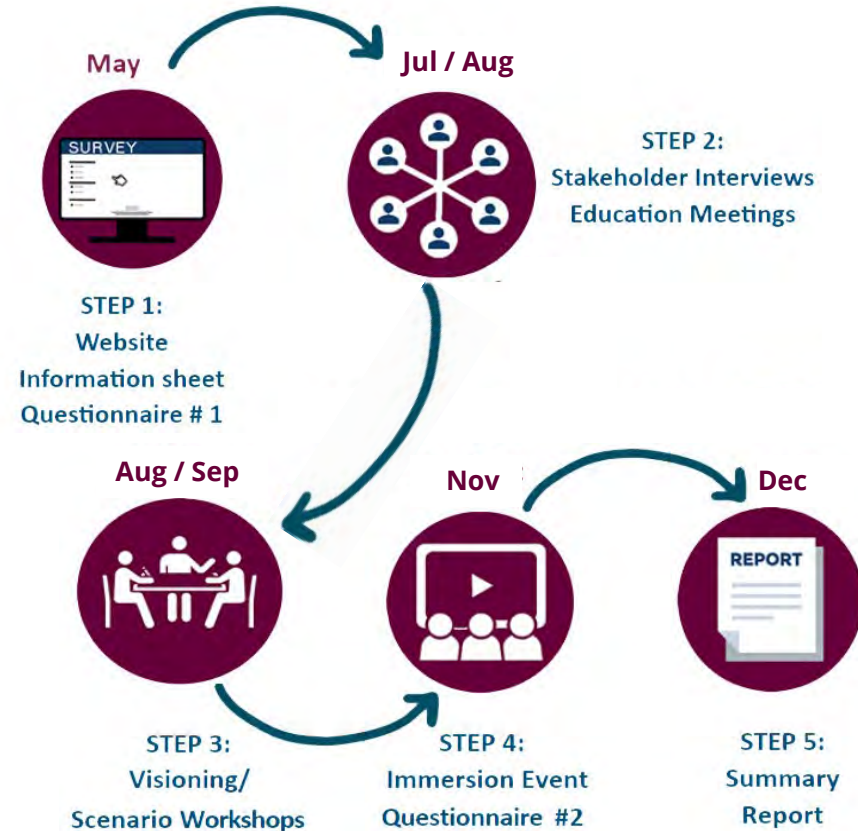 May
SURVEY
STEP 1:
Website
Information sheet
Questionnaire # 1
Jul / Aug
STEP 2:
Stakeholder Interviews
Education Meetings
Aug / Sep
STEP 3:
Visioning/
Scenario Workshops
Nov
STEP 4:
Immersion Event
Questionnaire #2
Dec
REPORT
STEP 5:
Summary
Report